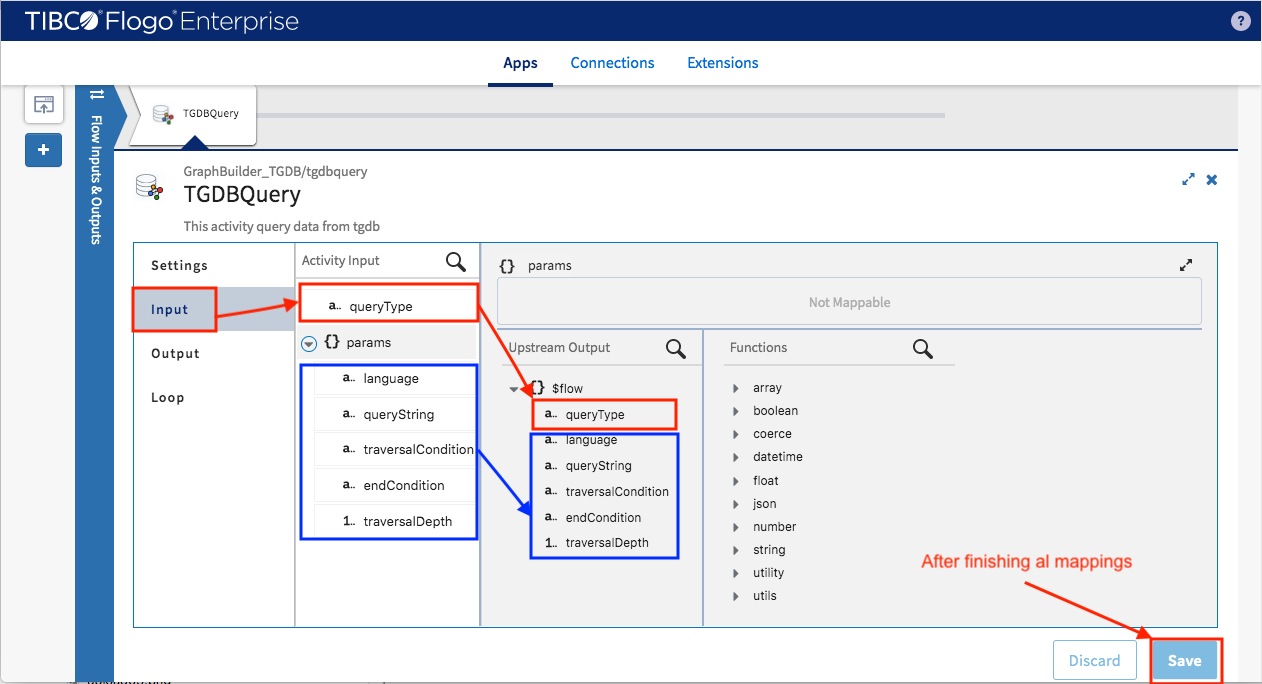 TIBCO® Flogo® Enterprise
?
Apps
Connections
Extensions
Flow Inputs & Outputs
TGDBQuery
GraphBuilder_TGDB/tgdbquery
TGDBQuery
This activity query data from tgdb
Settings
Input
Output
Loop
Activity Input
a.. queryType
{} params
a.. language
a.. queryString
a.. traversalCondition
a.. endCondition
1.. traversalDepth
{} params
Not Mappable
Upstream Output
{} $flow
a.. queryType
a.. language
a.. queryString
a.. traversalCondition
a.. endCondition
1.. traversalDepth
Functions
array
boolean
coerce
datetime
float
json
number
string
utility
utils
After finishing al mappings
Discard
Save